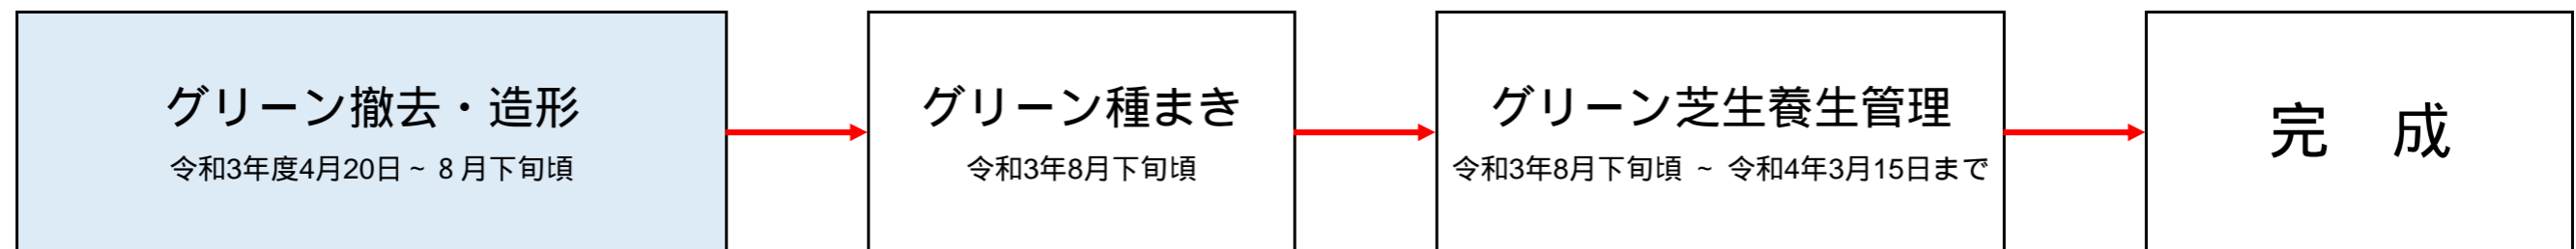 グリーン撤去・造形
令和3年度4月20日 ~ 8月下旬頃
グリーン種まき
令和3年8月下旬頃
グリーン芝生養生管理
令和3年8月下旬頃 ~ 令和4年3月15日まで
完 成